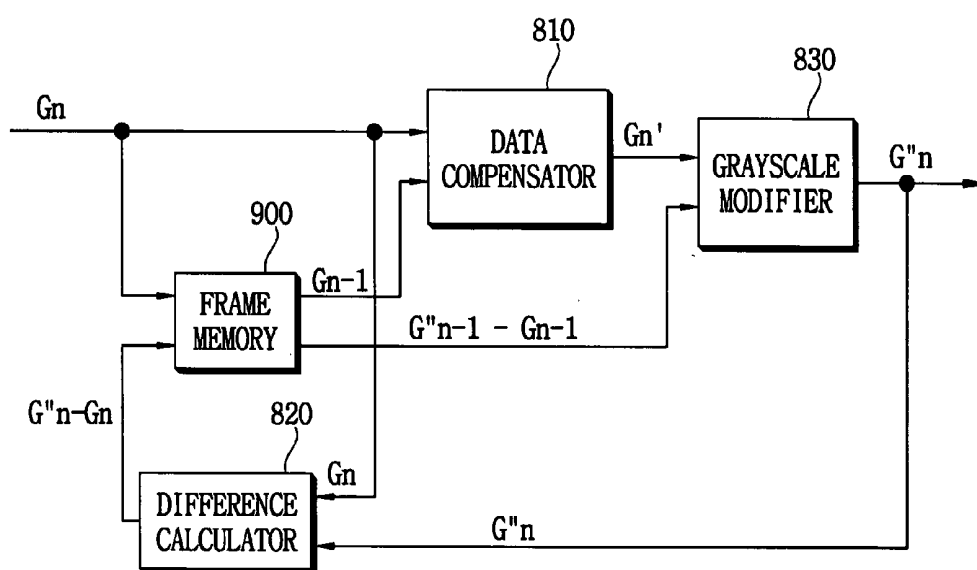 810
830
Gn
DATA
COMPENSATOR
Gn'
GRAYSCALE
MODIFIER
G"n
900
FRAME
MEMORY
Gn-1
G"n-1 - Gn-1
G"n-Gn
820
Gn
DIFFERENCE
CALCULATOR
G"n